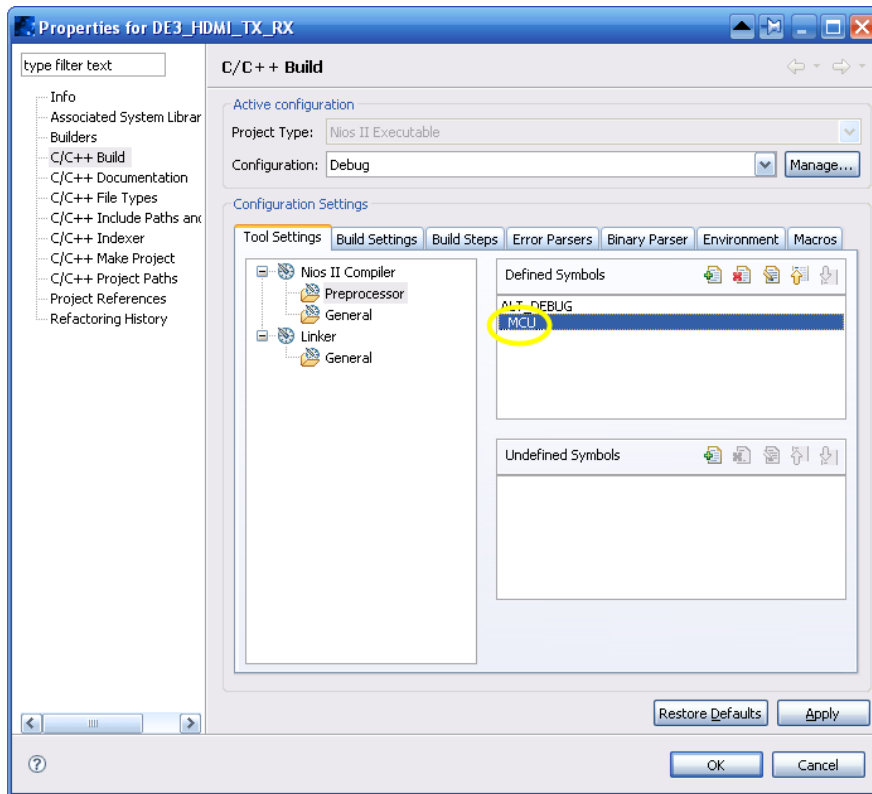 Properties for DE3_HDMI_TX_RX
type filter text
C/C++ Build
Info
Associated System Librar
Builders
C/C++ Build
C/C++ Documentation
C/C++ File Types
C/C++ Include Paths and
C/C++ Indexer
C/C++ Make Project
C/C++ Project Paths
Project References
Refactoring History
Active configuration
Project Type: Nios II Executable
Configuration: Debug Manage...
Configuration Settings
Tool Settings Build Settings Build Steps Error Parsers Binary Parser Environment Macros
Nios II Compiler
Preprocessor
General
Linker
General
Defined Symbols
ALT_DEBUG
_MCU_
Undefined Symbols
Restore Defaults Apply
OK Cancel